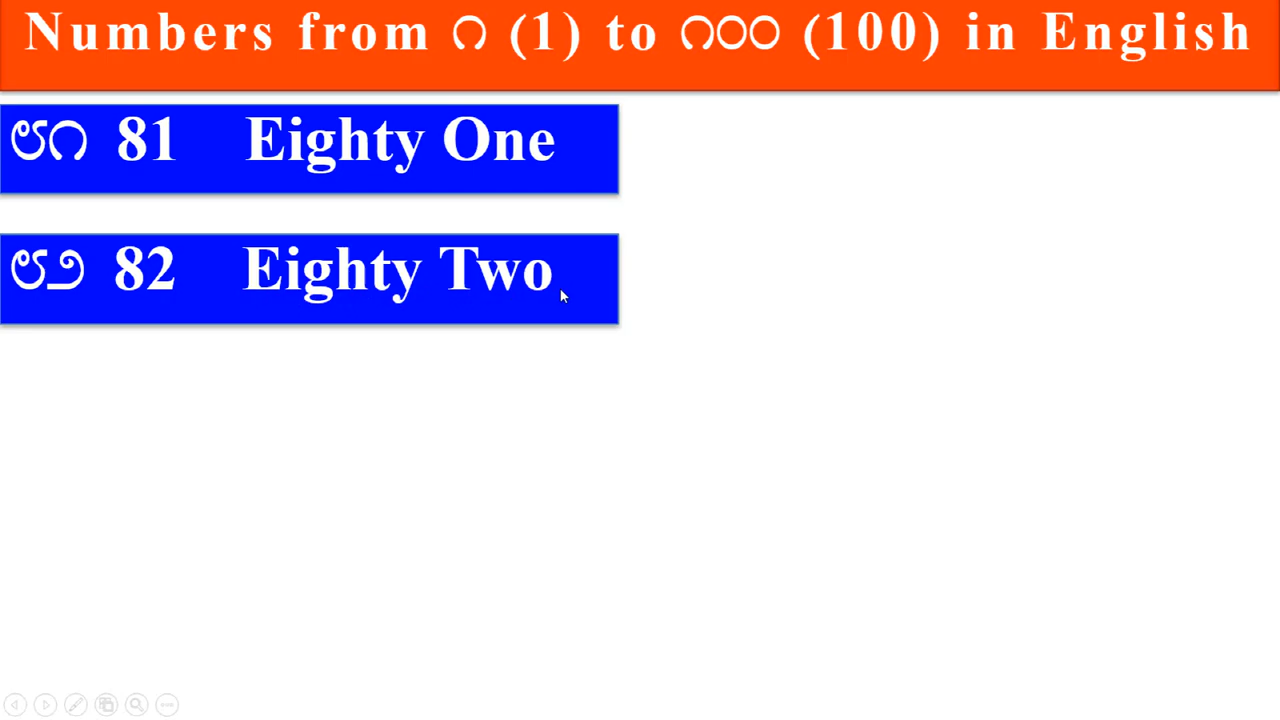 Numbers from ೧ (1) to ೧೦೦ (100) in English
೮೧ 81 Eighty One
೮೨ 82 Eighty Two